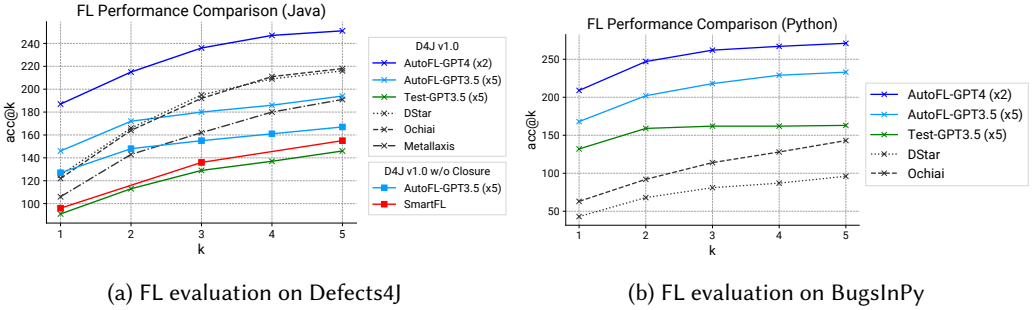 FL Performance Comparison (Java)
acc@k
240
220
200
180
160
140
120
100
1 2 3 4 5
k
D4J v1.0
AutoFL-GPT4 (x2)
AutoFL-GPT3.5 (x5)
Test-GPT3.5 (x5)
DStar
Ochiai
Metallaxis
D4J v1.0 w/o Closure
AutoFL-GPT3.5 (x5)
SmartFL
(a) FL evaluation on Defects4J
FL Performance Comparison (Python)
acc@k
250
200
150
100
50
1 2 3 4 5
k
AutoFL-GPT4 (x2)
AutoFL-GPT3.5 (x5)
Test-GPT3.5 (x5)
DStar
Ochiai
(b) FL evaluation on BugsInPy